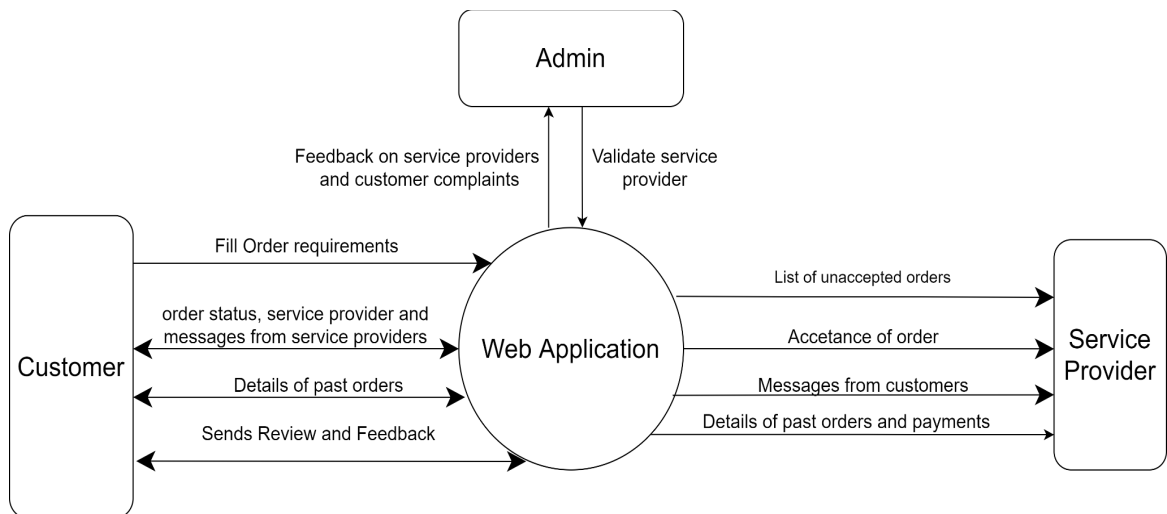 Admin
Feedback on service providers
and customer complaints
Validate service
provider
Fill Order requirements
order status, service provider and
messages from service providers
Customer
Details of past orders
Sends Review and Feedback
Web Application
List of unaccepted orders
Accetance of order
Messages from customers
Details of past orders and payments
Service
Provider